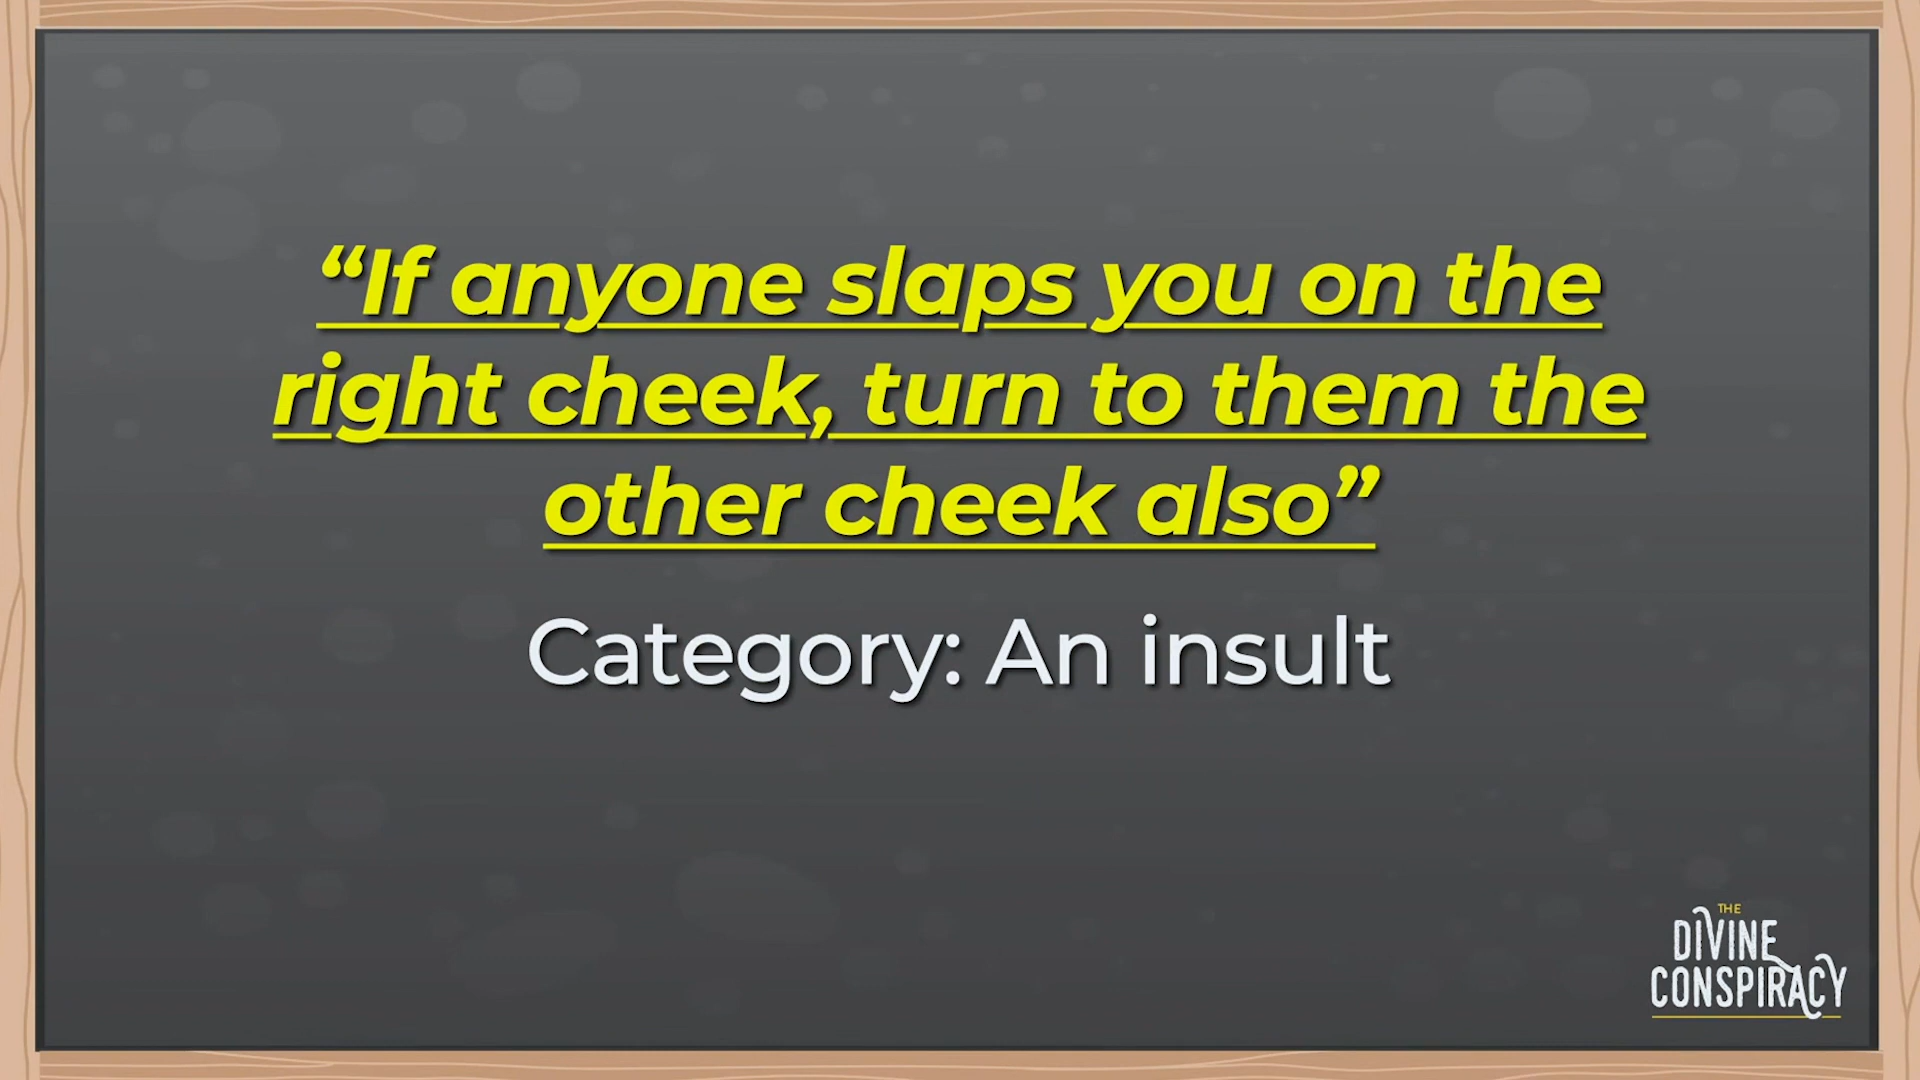 “If anyone slaps you on the
right cheek, turn to them the
other cheek also”
Category: An insult
THE
DIVINE
CONSPIRACY